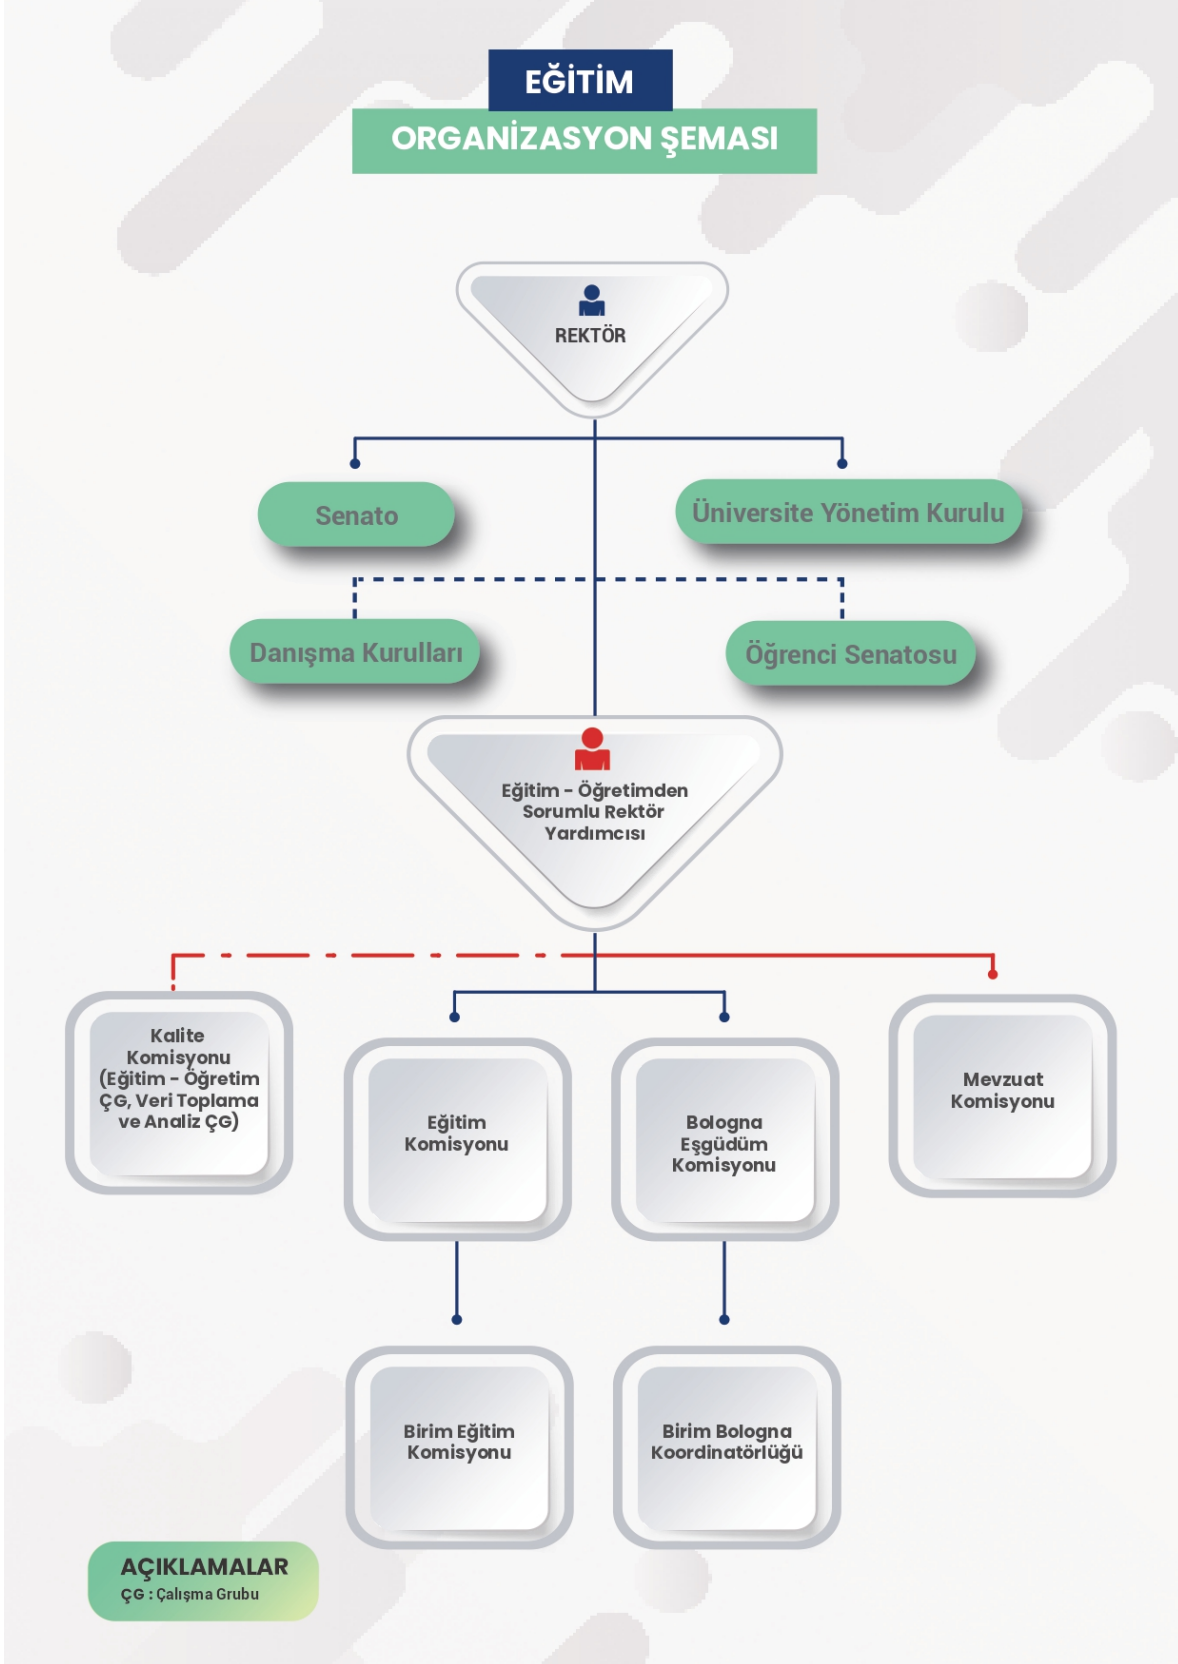 EĞİTİM
ORGANİZASYON ŞEMASI
REKTÖR
Senato
Üniversite Yönetim Kurulu
Danışma Kurulları
Öğrenci Senatosu
Eğitim - Öğretimden
Sorumlu Rektör
Yardımcısı
Kalite
Komisyonu
(Eğitim - Öğretim
ÇG, Veri Toplama
ve Analiz ÇG)
Eğitim
Komisyonu
Bologna
Eşgüdüm
Komisyonu
Mevzuat
Komisyonu
Birim Eğitim
Komisyonu
Birim Bologna
Koordinatörlüğü
AÇIKLAMALAR
ÇG : Çalışma Grubu